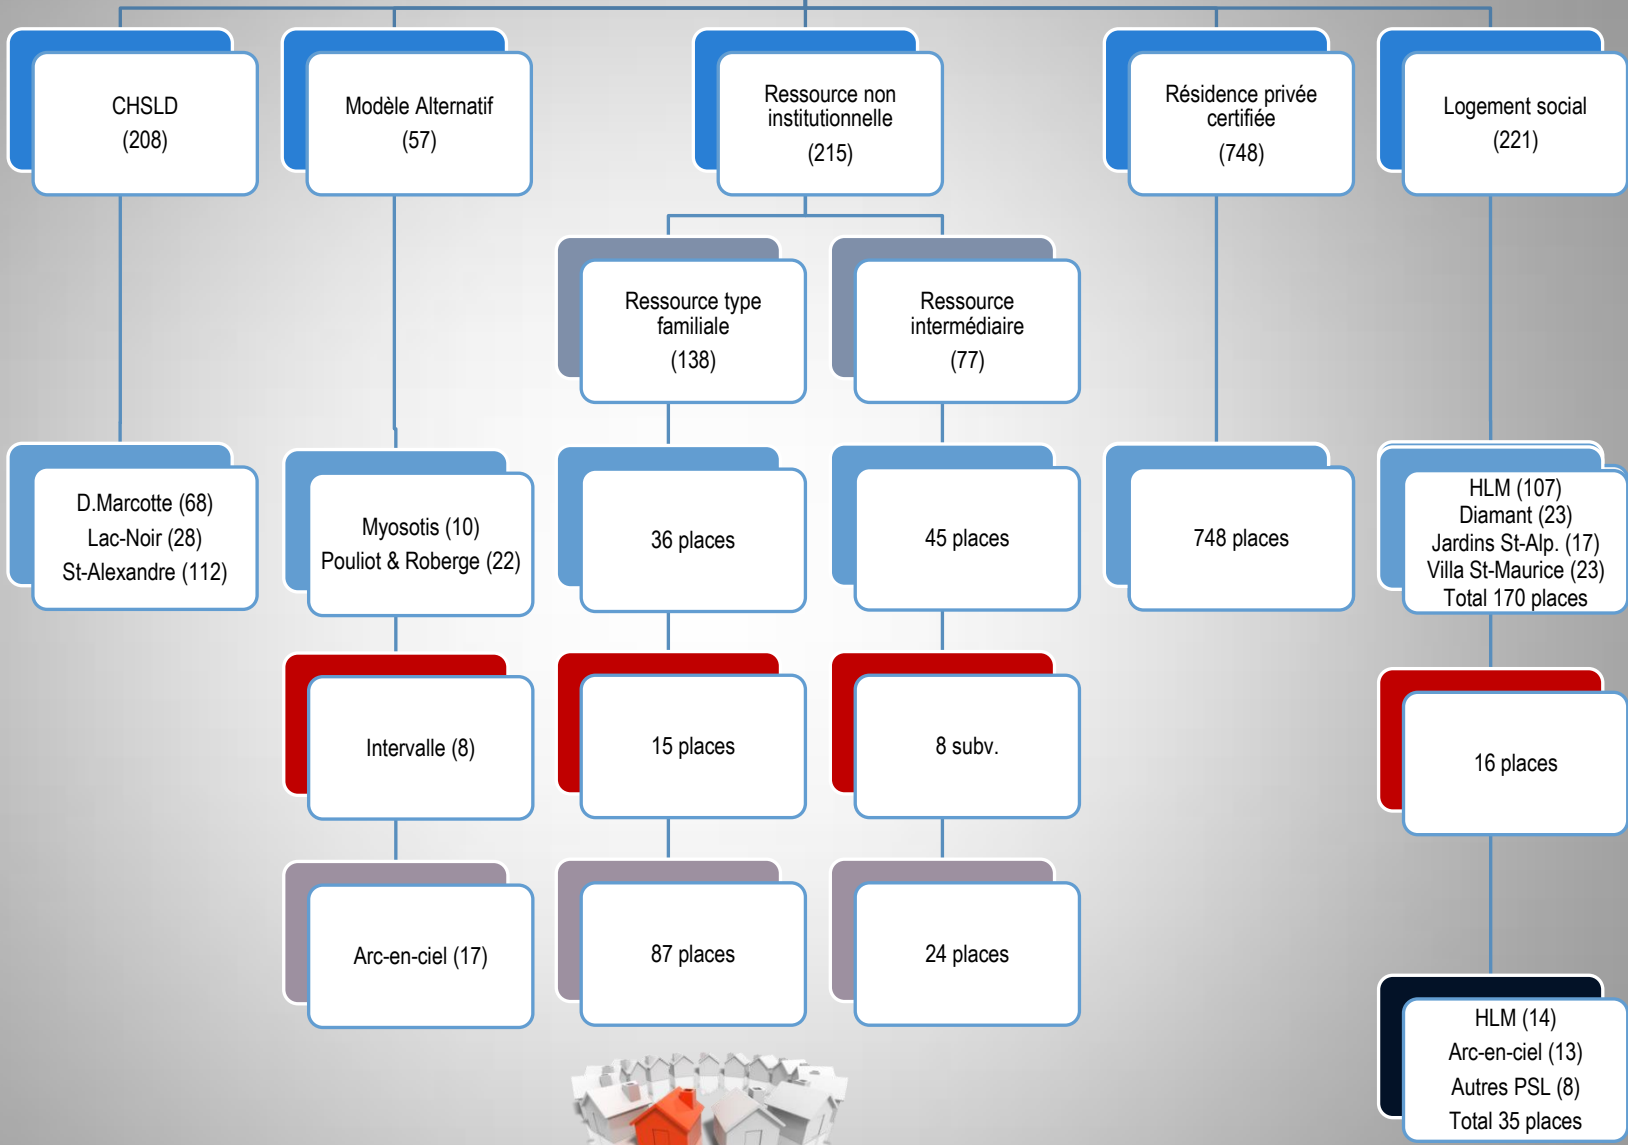 CHSLD
(208)
Modèle Alternatif
(57)
Ressource non
institutionnelle
(215)
Résidence privée
certifiée
(748)
Logement social
(221)
Ressource type
familiale
(138)
Ressource
intermédiaire
(77)
D.Marcotte (68)
Lac-Noir (28)
St-Alexandre (112)
Myosotis (10)
Pouliot & Roberge (22)
36 places
45 places
748 places
HLM (107)
Diamant (23)
Jardins St-Alp. (17)
Villa St-Maurice (23)
Total 170 places
Intervalle (8)
15 places
8 subv.
16 places
Arc-en-ciel (17)
87 places
24 places
HLM (14)
Arc-en-ciel (13)
Autres PSL (8)
Total 35 places